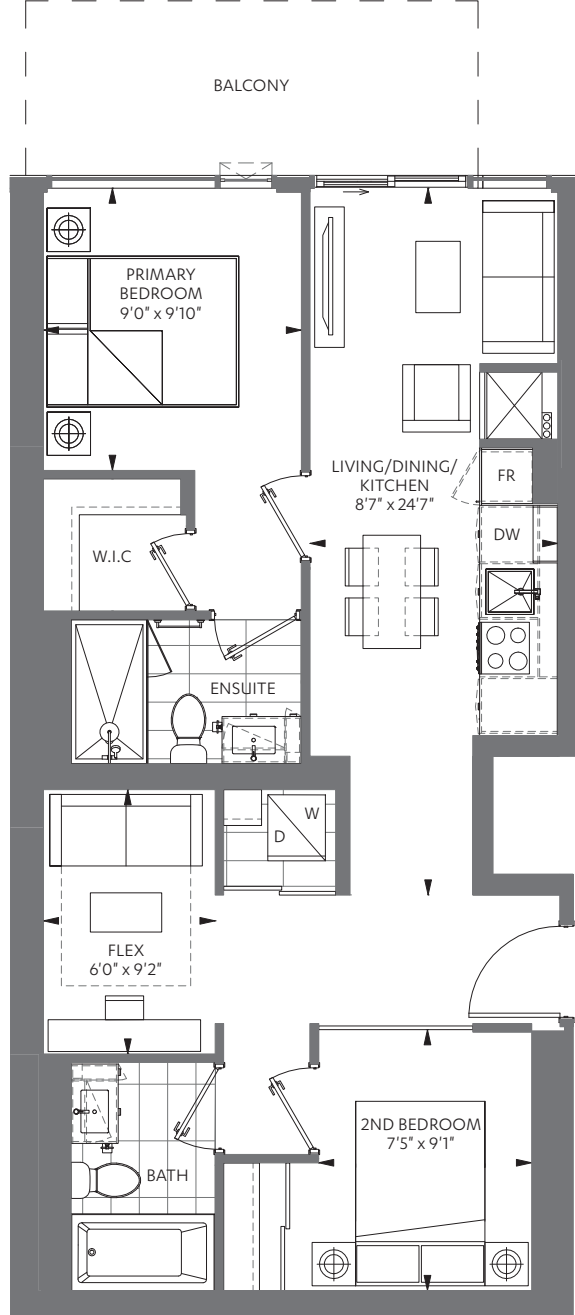 BALCONY
PRIMARY
BEDROOM
9'0" x 9'10"
LIVING/DINING/
KITCHEN
8'7" x 24'7"
FR
DW
W.I.C
ENSUITE
W
D
FLEX
6'0" x 9'2"
2ND BEDROOM
7'5" x 9'1"
BATH